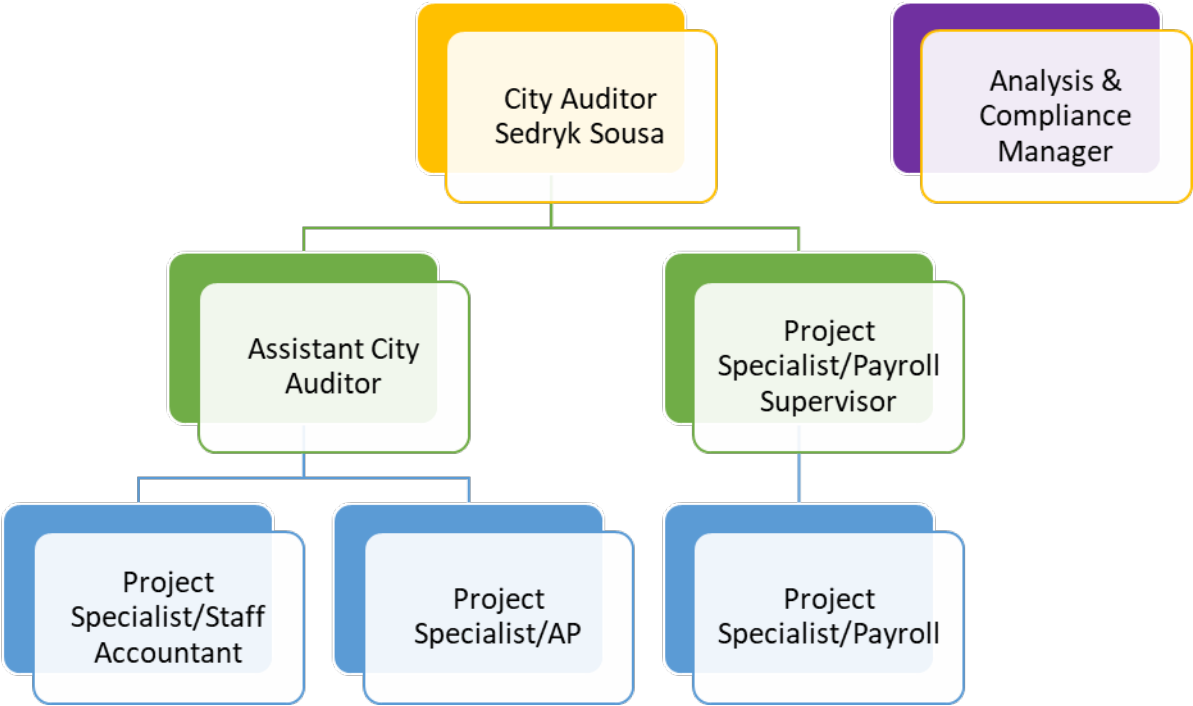 City Auditor
Sedryk Sousa
Analysis &
Compliance
Manager
Assistant City
Auditor
Project
Specialist/Payroll
Supervisor
Project
Specialist/Staff
Accountant
Project
Specialist/AP
Project
Specialist/Payroll